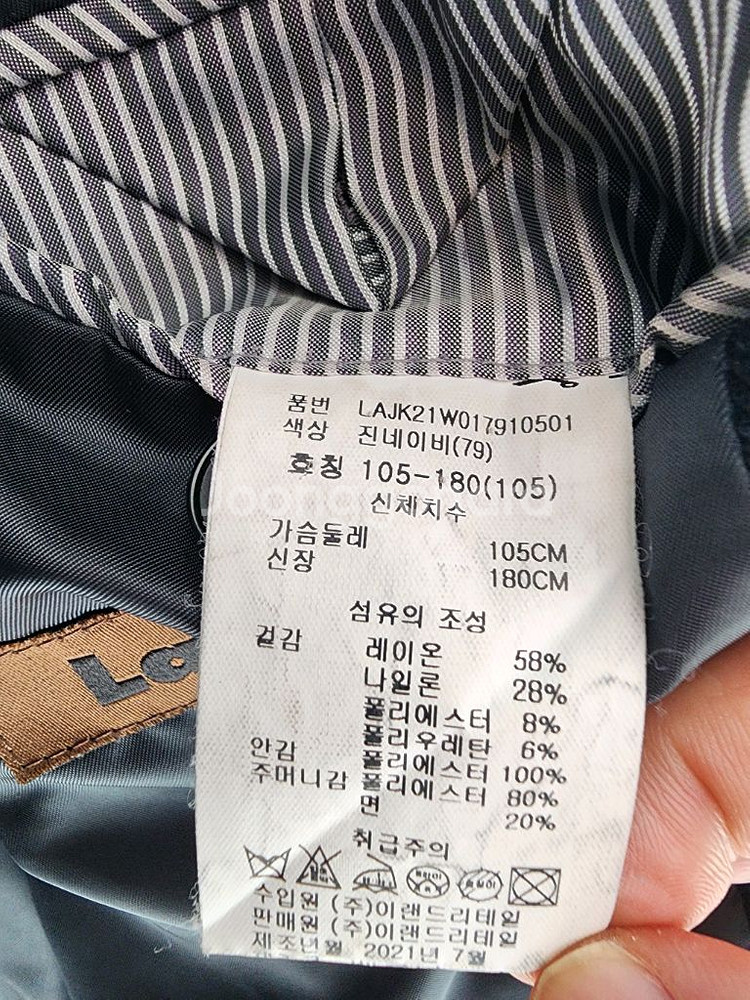 품번 LAJK21W017910501
색상 진네이비(79)
호칭 105-180(105)
신체치수
가슴둘레 105CM
신장 180CM
섬유의 조성
겉감 레이온 58%
나일론 28%
폴리에스터 8%
폴리우레탄 6%
안감 폴리에스터 100%
주머니감 폴리에스터 80%
면 20%
취급주의
수입원 (주)이랜드리테일
판매원 (주)이랜드리테일
제조년월 2021년 7월
Lo